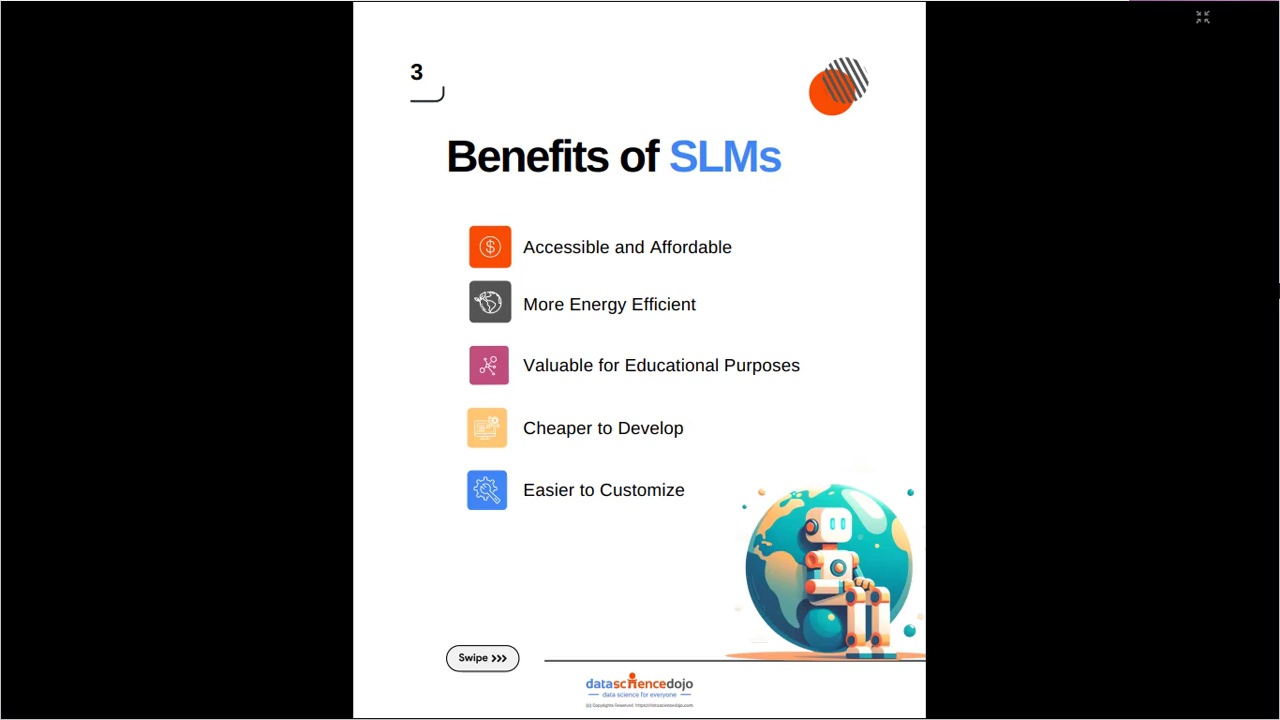 3
Benefits of SLMs
Accessible and Affordable
More Energy Efficient
Valuable for Educational Purposes
Cheaper to Develop
Easier to Customize
Swipe
datasciencedojo
data science for everyone